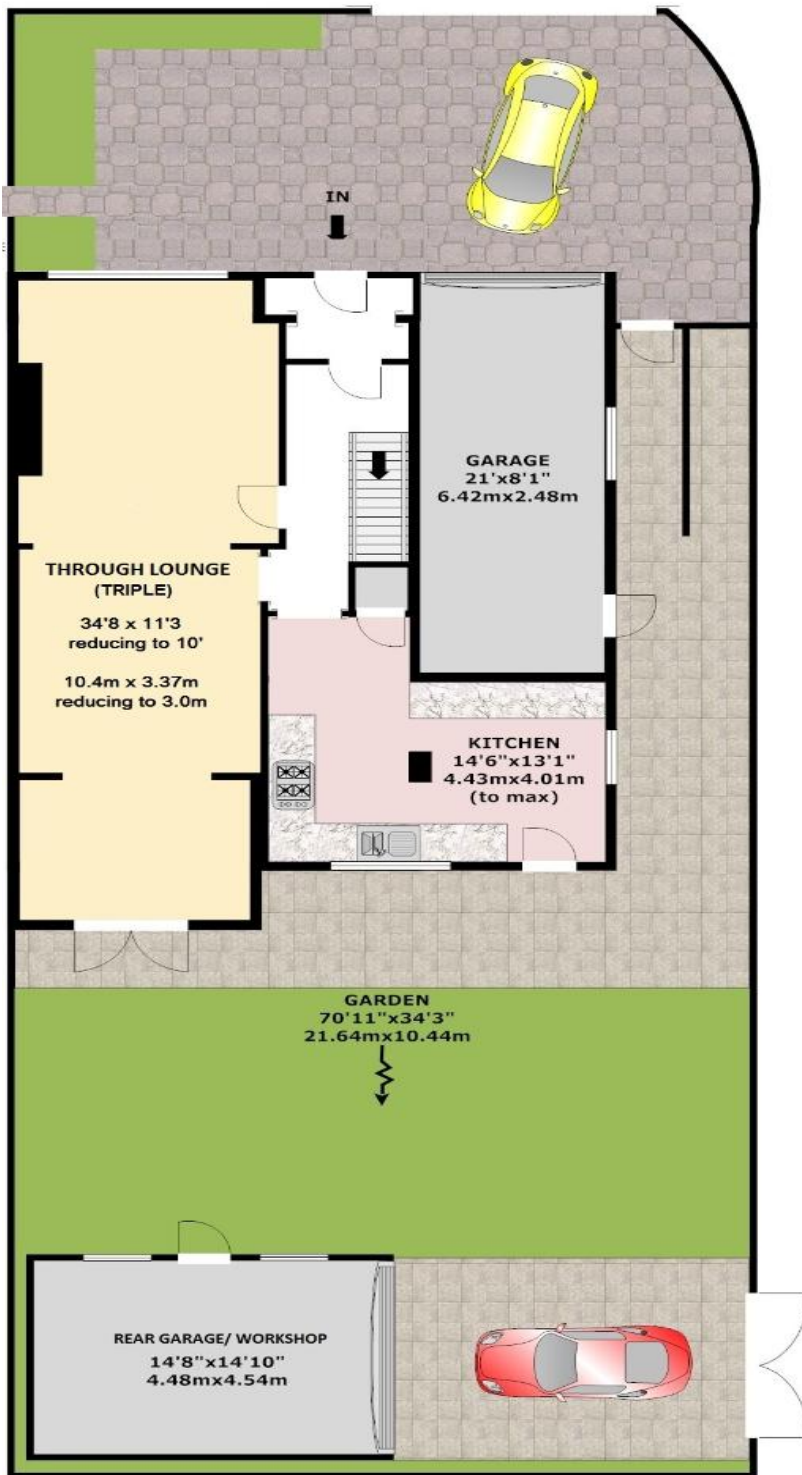 IN
GARAGE
21'x8'1"
6.42mx2.48m
THROUGH LOUNGE
(TRIPLE)
34'8 x 11'3
reducing to 10'
10.4m x 3.37m
reducing to 3.0m
KITCHEN
14'6"x13'1"
4.43mx4.01m
(to max)
GARDEN
70'11"x34'3"
21.64mx10.44m
REAR GARAGE/ WORKSHOP
14'8"x14'10"
4.48mx4.54m